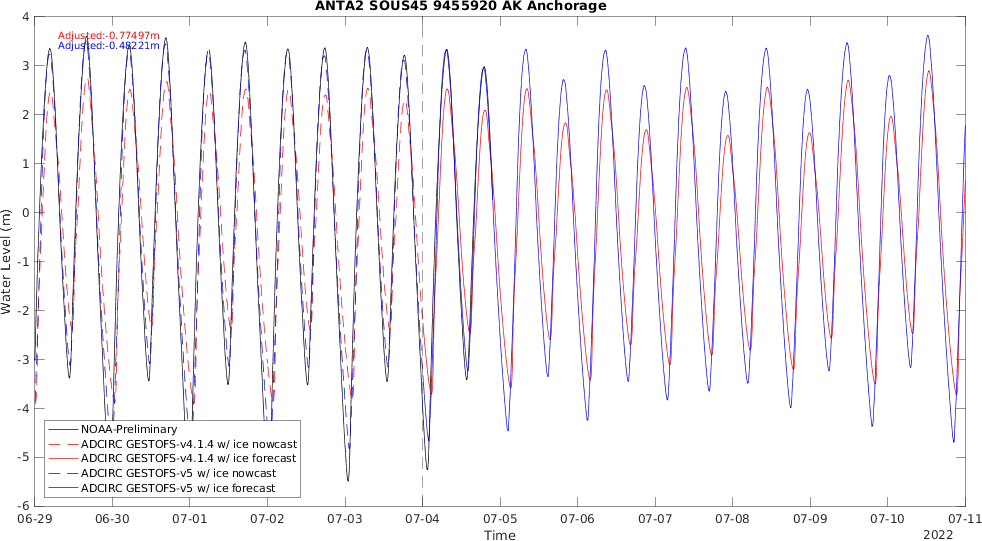 ANTA2 SOUS45 9455920 AK Anchorage
Adjusted:-0.77497m
Adjusted:-0.48221m
Water Level (m)
4
3
2
1
0
-1
-2
-3
-4
-5
-6
NOAA-Preliminary
ADCIRC GESTOFS-v4.1.4 w/ ice nowcast
ADCIRC GESTOFS-v4.1.4 w/ ice forecast
ADCIRC GESTOFS-v5 w/ ice nowcast
ADCIRC GESTOFS-v5 w/ ice forecast
06-29 06-30 07-01 07-02 07-03 07-04 07-05 07-06 07-07 07-08 07-09 07-10 07-11
Time
2022